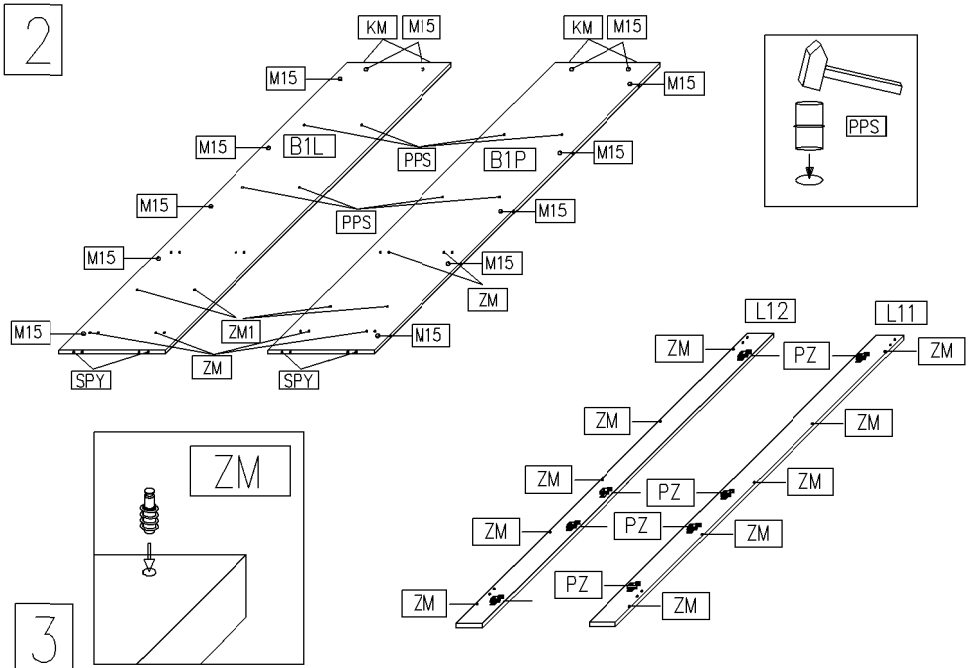 2
KM M15 KM M15
M15 M15
PPS
M15 B1L PPS B1P M15
M15 PPS M15
M15 M15
ZM
M15 ZM1 ZM M15
SPY SPY
L12 L11
ZM PZ ZM
ZM ZM
ZM PZ ZM
ZM PZ ZM
ZM PZ ZM
ZM
3